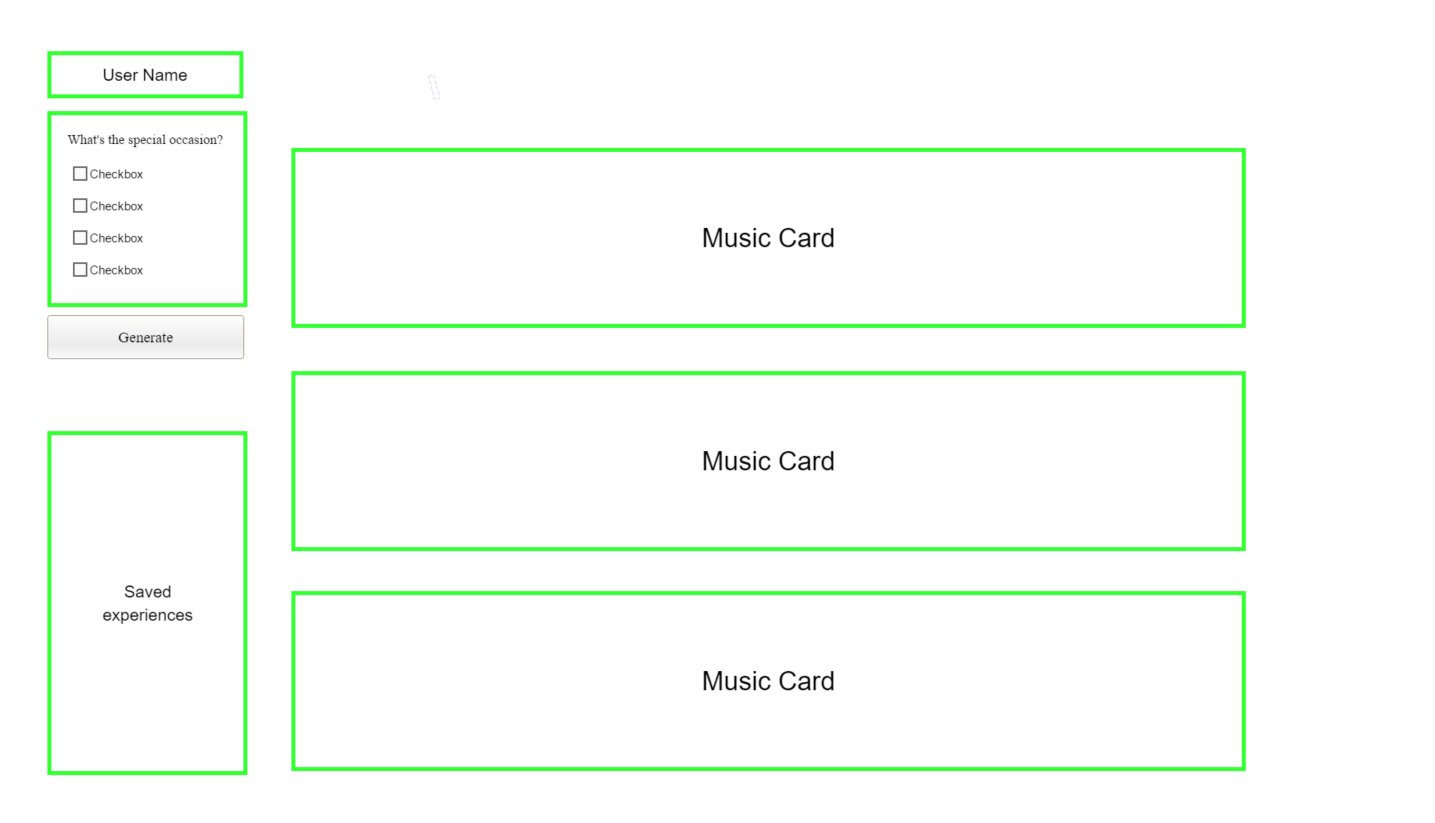 User Name
What's the special occasion?
Checkbox
Checkbox
Checkbox
Checkbox
Generate
Saved
experiences
Music Card
Music Card
Music Card